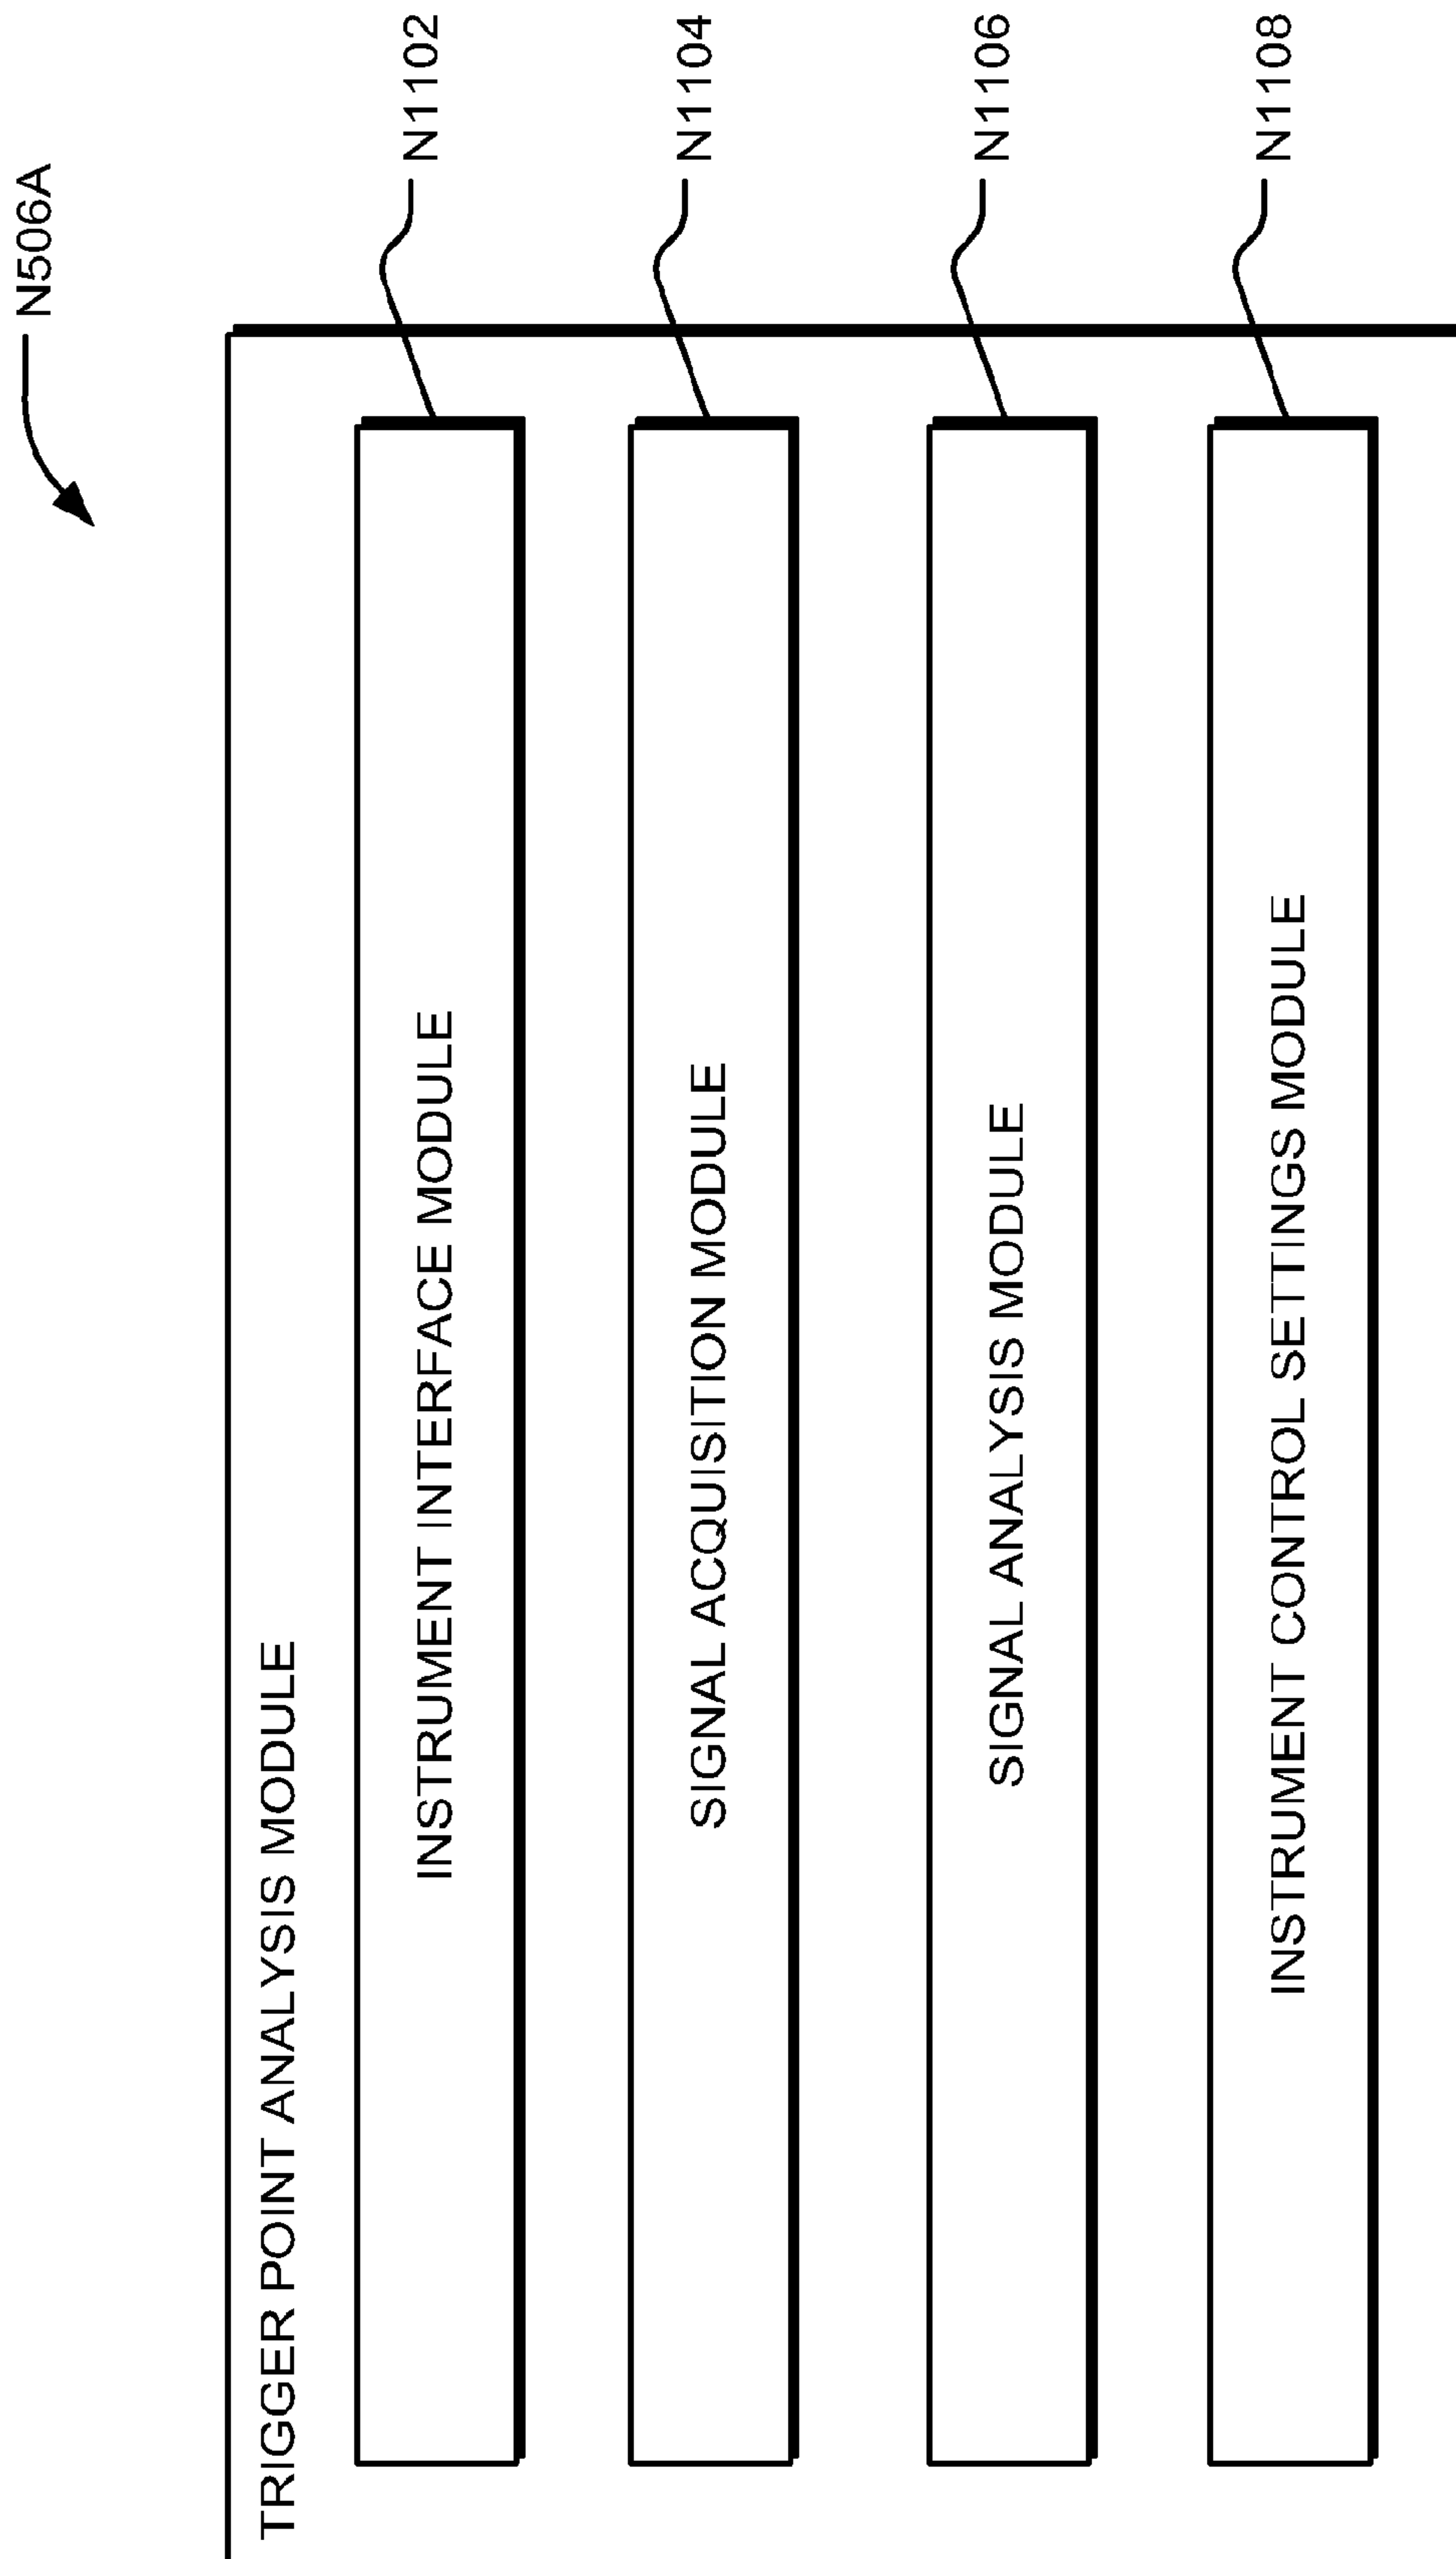 N506A
TRIGGER POINT ANALYSIS MODULE
INSTRUMENT INTERFACE MODULE
N1102
SIGNAL ACQUISITION MODULE
N1104
SIGNAL ANALYSIS MODULE
N1106
INSTRUMENT CONTROL SETTINGS MODULE
N1108